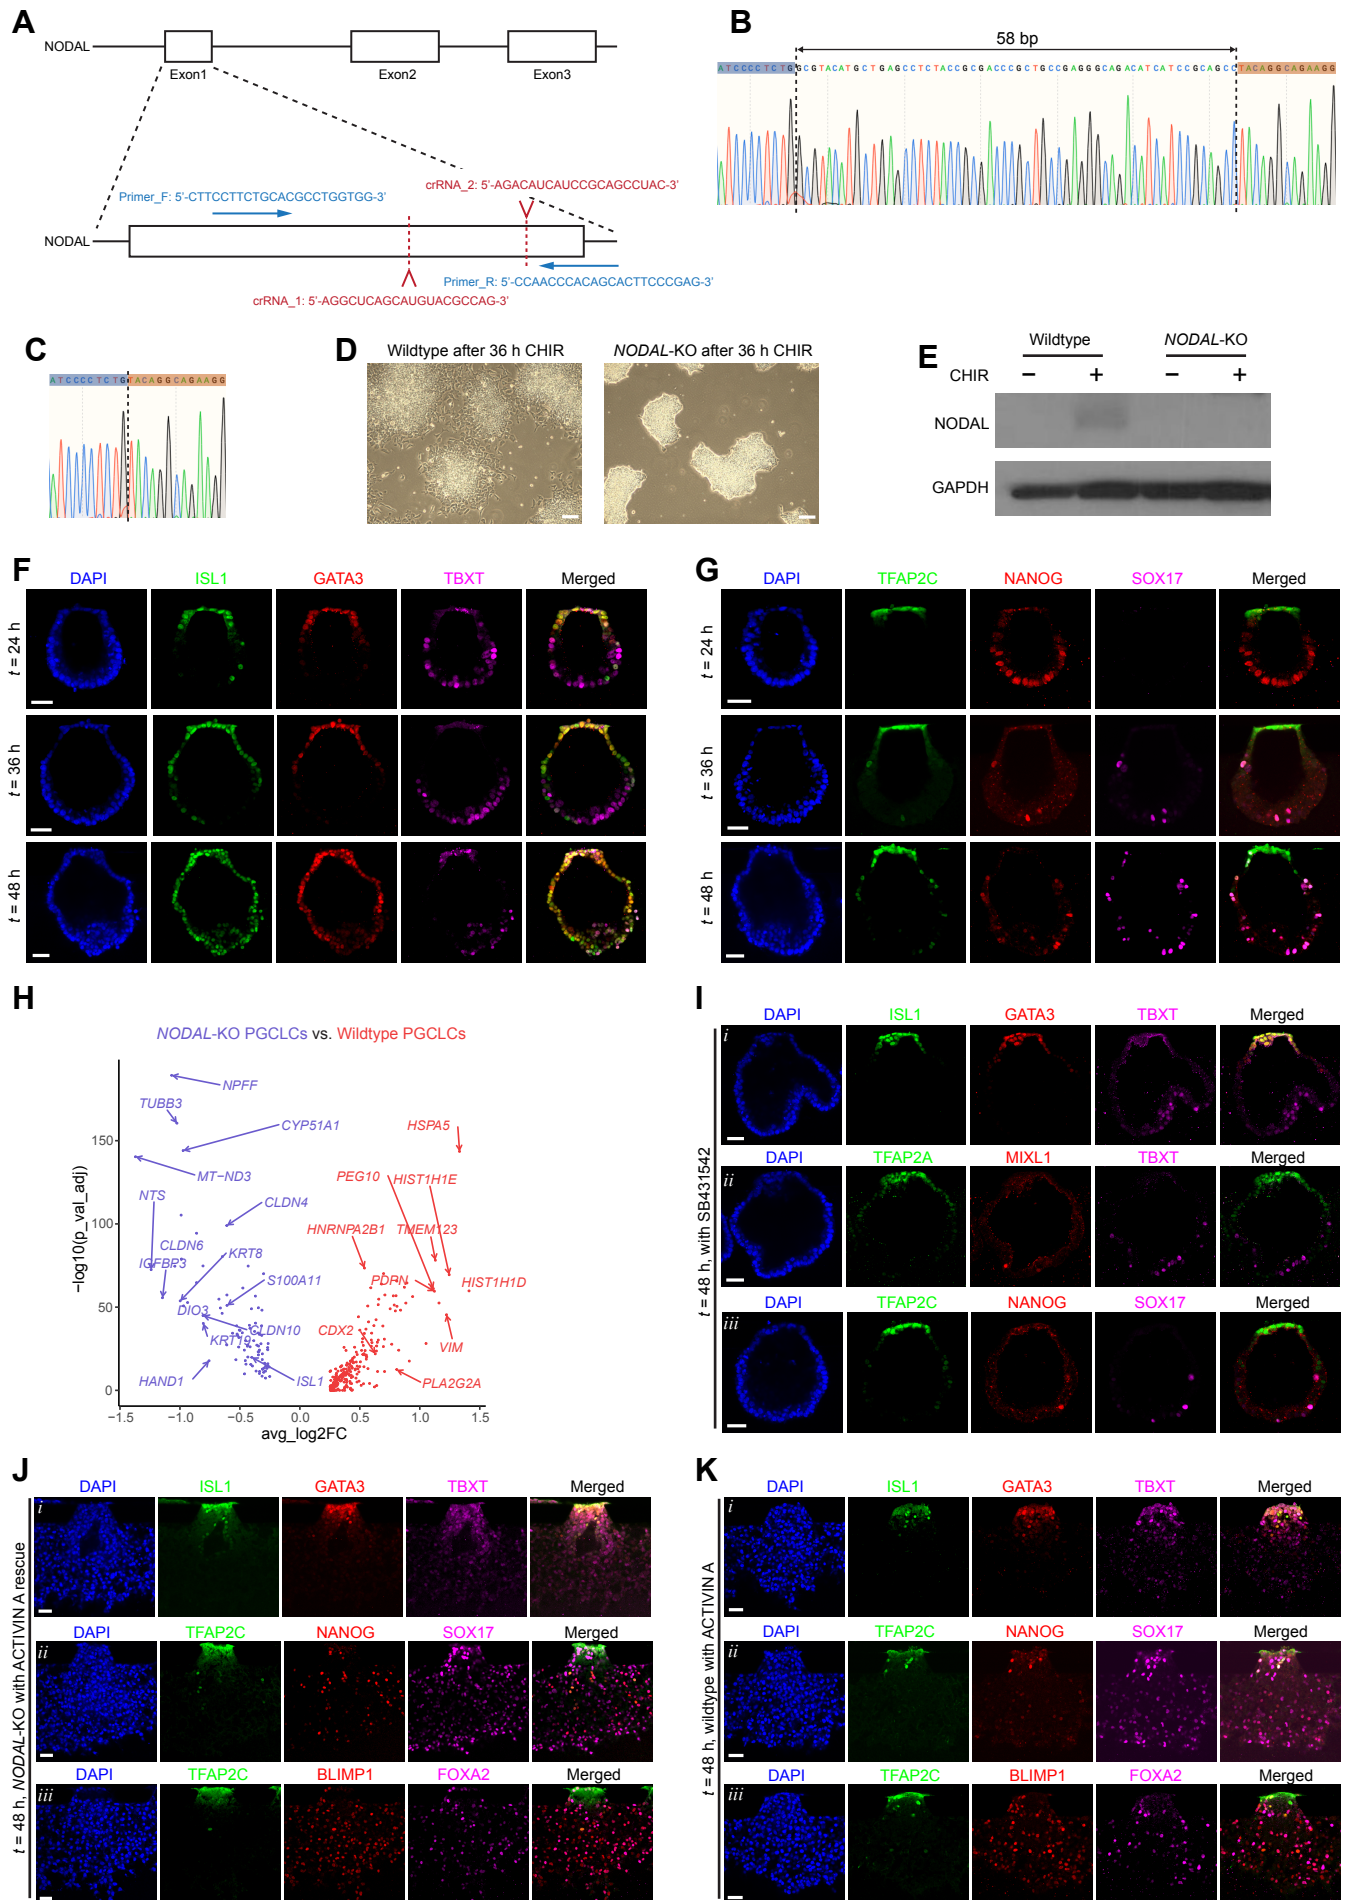 A
NODAL
Exon1
Exon2
Exon3
crRNA_2: 5'-AGACAUCAUCCGCAGCCUAC-3'
Primer_F: 5'-CTTCCTTCTGCACGCCTGGTGG-3'
NODAL
Primer_R: 5'-CCAACCCACAGCACTTCCCGAG-3'
crRNA_1: 5'-AGGCUCAGCAUGUACGCCAG-3'
B
58 bp
ATCCCCTCTGGCGTACATGCTGAGCCTCTACCGCGACCCGCTGCCGAGGGCAGACATCATCCGCAGCCTACAGGCAGAAGG
C
ATCCCCTCTGTACAGGCAGAAGG
D
Wildtype after 36 h CHIR
NODAL-KO after 36 h CHIR
E
Wildtype
NODAL-KO
CHIR − + − +
NODAL
GAPDH
F
DAPI ISL1 GATA3 TBXT Merged
t = 24 h
t = 36 h
t = 48 h
G
DAPI TFAP2C NANOG SOX17 Merged
t = 24 h
t = 36 h
t = 48 h
H
NODAL-KO PGCLCs vs. Wildtype PGCLCs
−log10(p_val_adj)
150
100
50
0
−1.5 −1.0 −0.5 0.0 0.5 1.0 1.5
avg_log2FC
NPFF
TUBB3
CYP51A1
HSPA5
MT−ND3
PEG10
HIST1H1E
NTS
CLDN4
HNRNPA2B1
TMEM123
CLDN6
KRT8
IGFBP3
S100A11
PDPN
HIST1H1D
DIO3
CLDN10
CDX2
KRT19
VIM
HAND1
ISL1
PLA2G2A
I
t = 48 h, with SB431542
DAPI ISL1 GATA3 TBXT Merged
i
DAPI TFAP2A MIXL1 TBXT Merged
ii
DAPI TFAP2C NANOG SOX17 Merged
iii
J
t = 48 h, NODAL-KO with ACTIVIN A rescue
DAPI ISL1 GATA3 TBXT Merged
i
DAPI TFAP2C NANOG SOX17 Merged
ii
DAPI TFAP2C BLIMP1 FOXA2 Merged
iii
K
t = 48 h, wildtype with ACTIVIN A
DAPI ISL1 GATA3 TBXT Merged
i
DAPI TFAP2C NANOG SOX17 Merged
ii
DAPI TFAP2C BLIMP1 FOXA2 Merged
iii